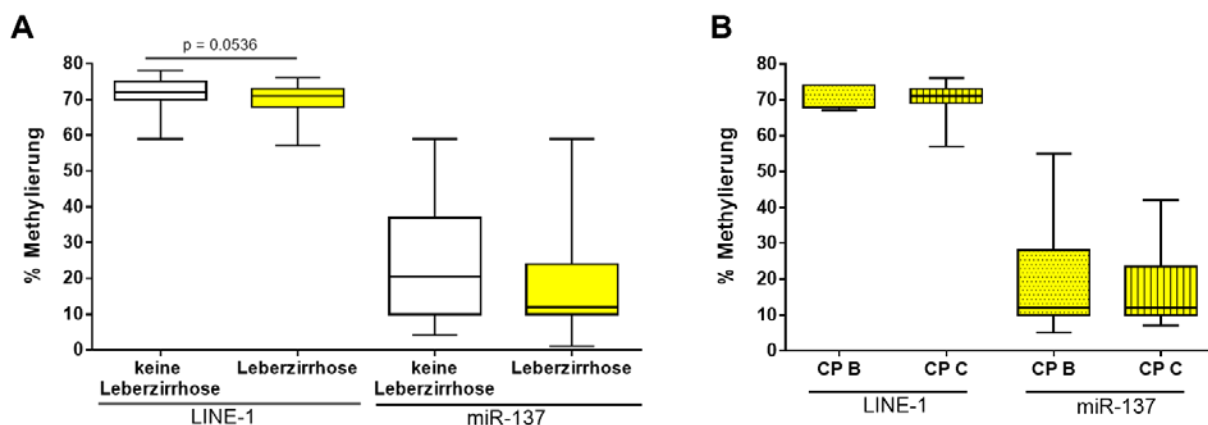 A
p = 0.0536
% Methylierung
80
70
60
50
40
30
20
10
0
keine Leberzirrhose
Leberzirrhose
keine Leberzirrhose
Leberzirrhose
LINE-1
miR-137
B
% Methylierung
80
70
60
50
40
30
20
10
0
CP B
CP C
CP B
CP C
LINE-1
miR-137